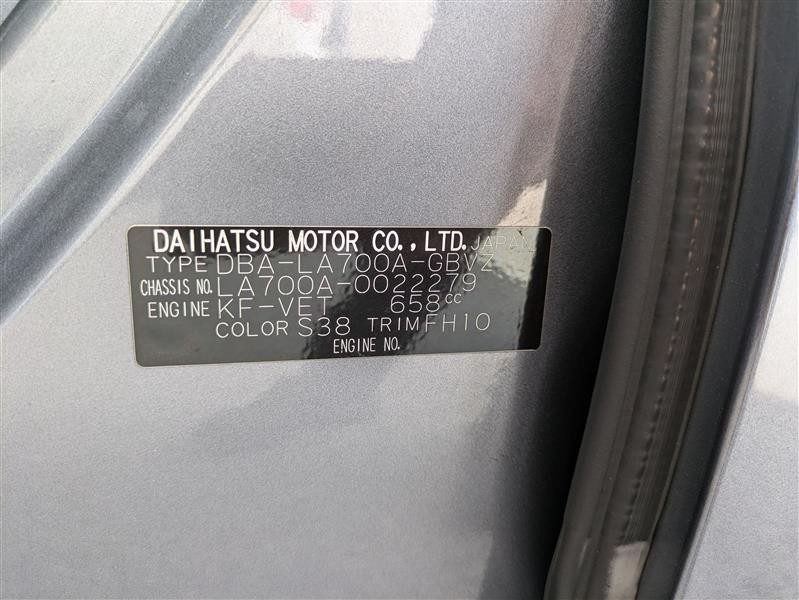 DAIHATSU MOTOR CO., LTD. JAPAN
TYPE DBA-LA700A-GBVZ
CHASSIS NO. LA700A-0022279
ENGINE KF-VET 658cc
COLOR S38 TRIM FH10
ENGINE NO.